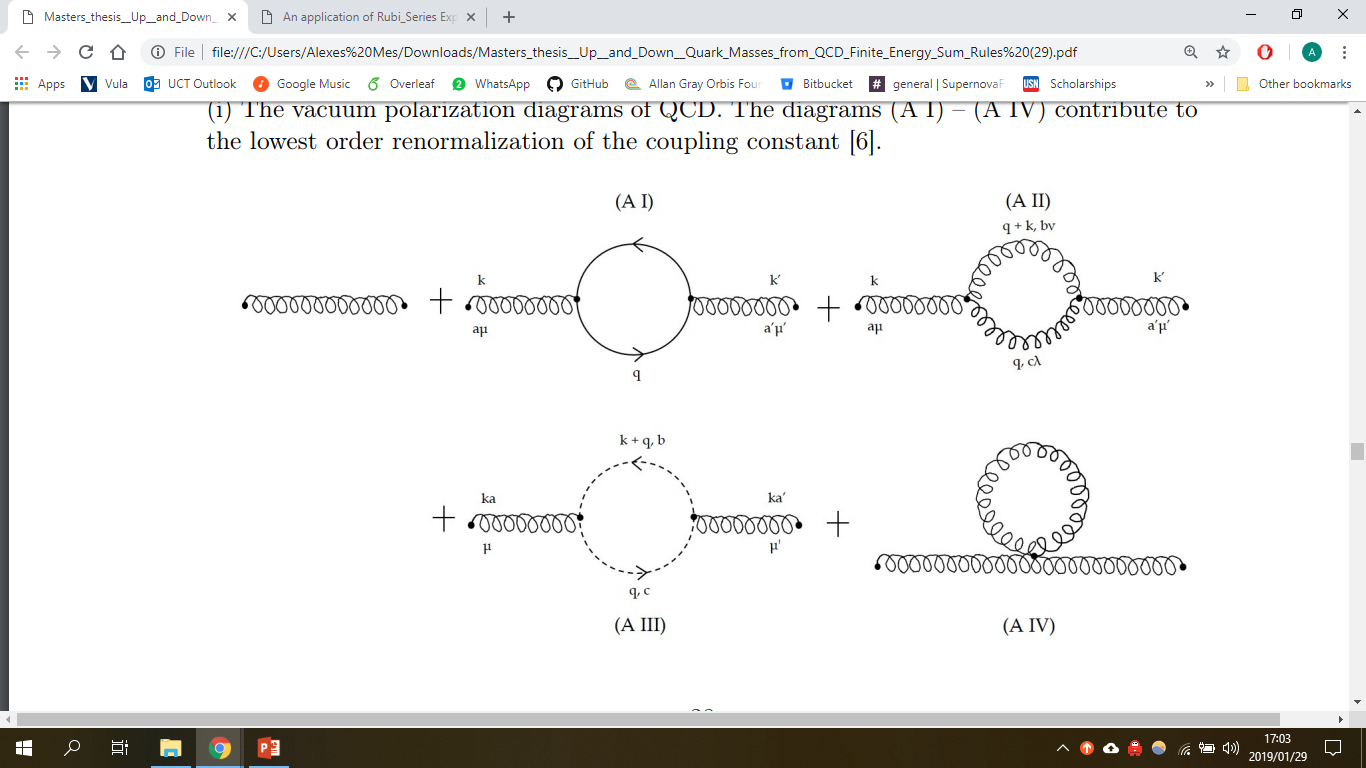 Masters_thesis__Up__and_Down_
An application of Rubi_Series Exp
File
file:///C:/Users/Alexes%20Mes/Downloads/Masters_thesis__Up__and_Down__Quark_Masses_from_QCD_Finite_Energy_Sum_Rules%20(29).pdf
A
Apps Vula UCT Outlook Google Music Overleaf WhatsApp GitHub Allan Gray Orbis Four Bitbucket general | SupernovaF Scholarships » Other bookmarks
(i) The vacuum polarization diagrams of QCD. The diagrams (A I) – (A IV) contribute to
the lowest order renormalization of the coupling constant [6].
(A I) (A II)
q + k, bν
k k′ k k′
+ +
aμ a′μ′ aμ a′μ′
q q, cλ
k + q, b
ka ka′
+ +
μ μ'
q, c
(A III) (A IV)
17:03
2019/01/29